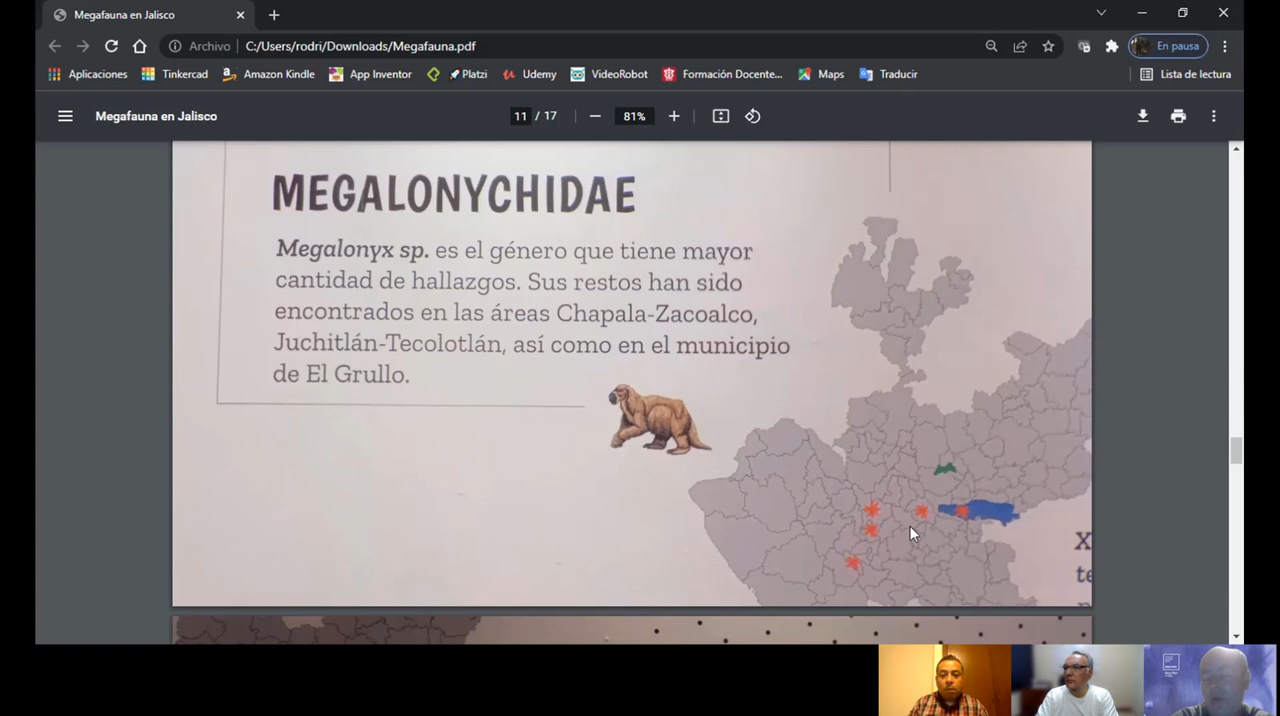 Megafauna en Jalisco
Archivo C:/Users/rodri/Downloads/Megafauna.pdf En pausa
Aplicaciones Tinkercad Amazon Kindle App Inventor Platzi Udemy VideoRobot Formación Docente... Maps Traducir Lista de lectura
Megafauna en Jalisco 11 / 17 81%
MEGALONYCHIDAE
Megalonyx sp. es el género que tiene mayor
cantidad de hallazgos. Sus restos han sido
encontrados en las áreas Chapala-Zacoalco,
Juchitlán-Tecolotlán, así como en el municipio
de El Grullo.
X
te